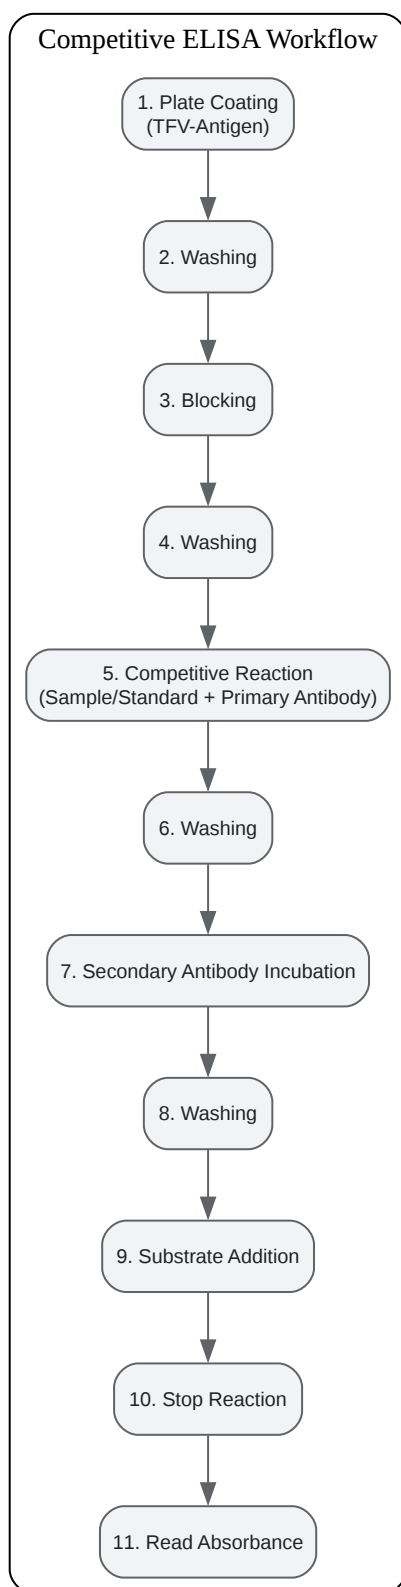 Competitive ELISA Workflow
1. Plate Coating
(TFV-Antigen)
2. Washing
3. Blocking
4. Washing
5. Competitive Reaction
(Sample/Standard + Primary Antibody)
6. Washing
7. Secondary Antibody Incubation
8. Washing
9. Substrate Addition
10. Stop Reaction
11. Read Absorbance